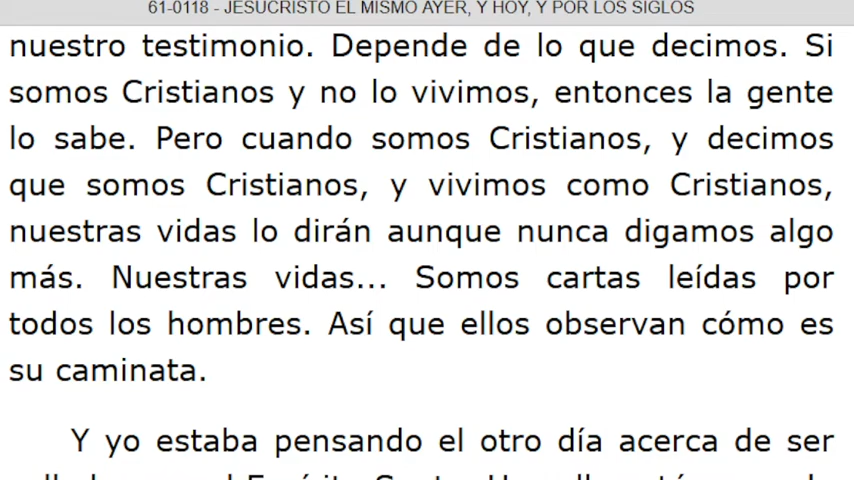 61-0118 - JESUCRISTO EL MISMO AYER, Y HOY, Y POR LOS SIGLOS
nuestro testimonio. Depende de lo que decimos. Si
somos Cristianos y no lo vivimos, entonces la gente
lo sabe. Pero cuando somos Cristianos, y decimos
que somos Cristianos, y vivimos como Cristianos,
nuestras vidas lo dirán aunque nunca digamos algo
más. Nuestras vidas... Somos cartas leídas por
todos los hombres. Así que ellos observan cómo es
su caminata.
Y yo estaba pensando el otro día acerca de ser